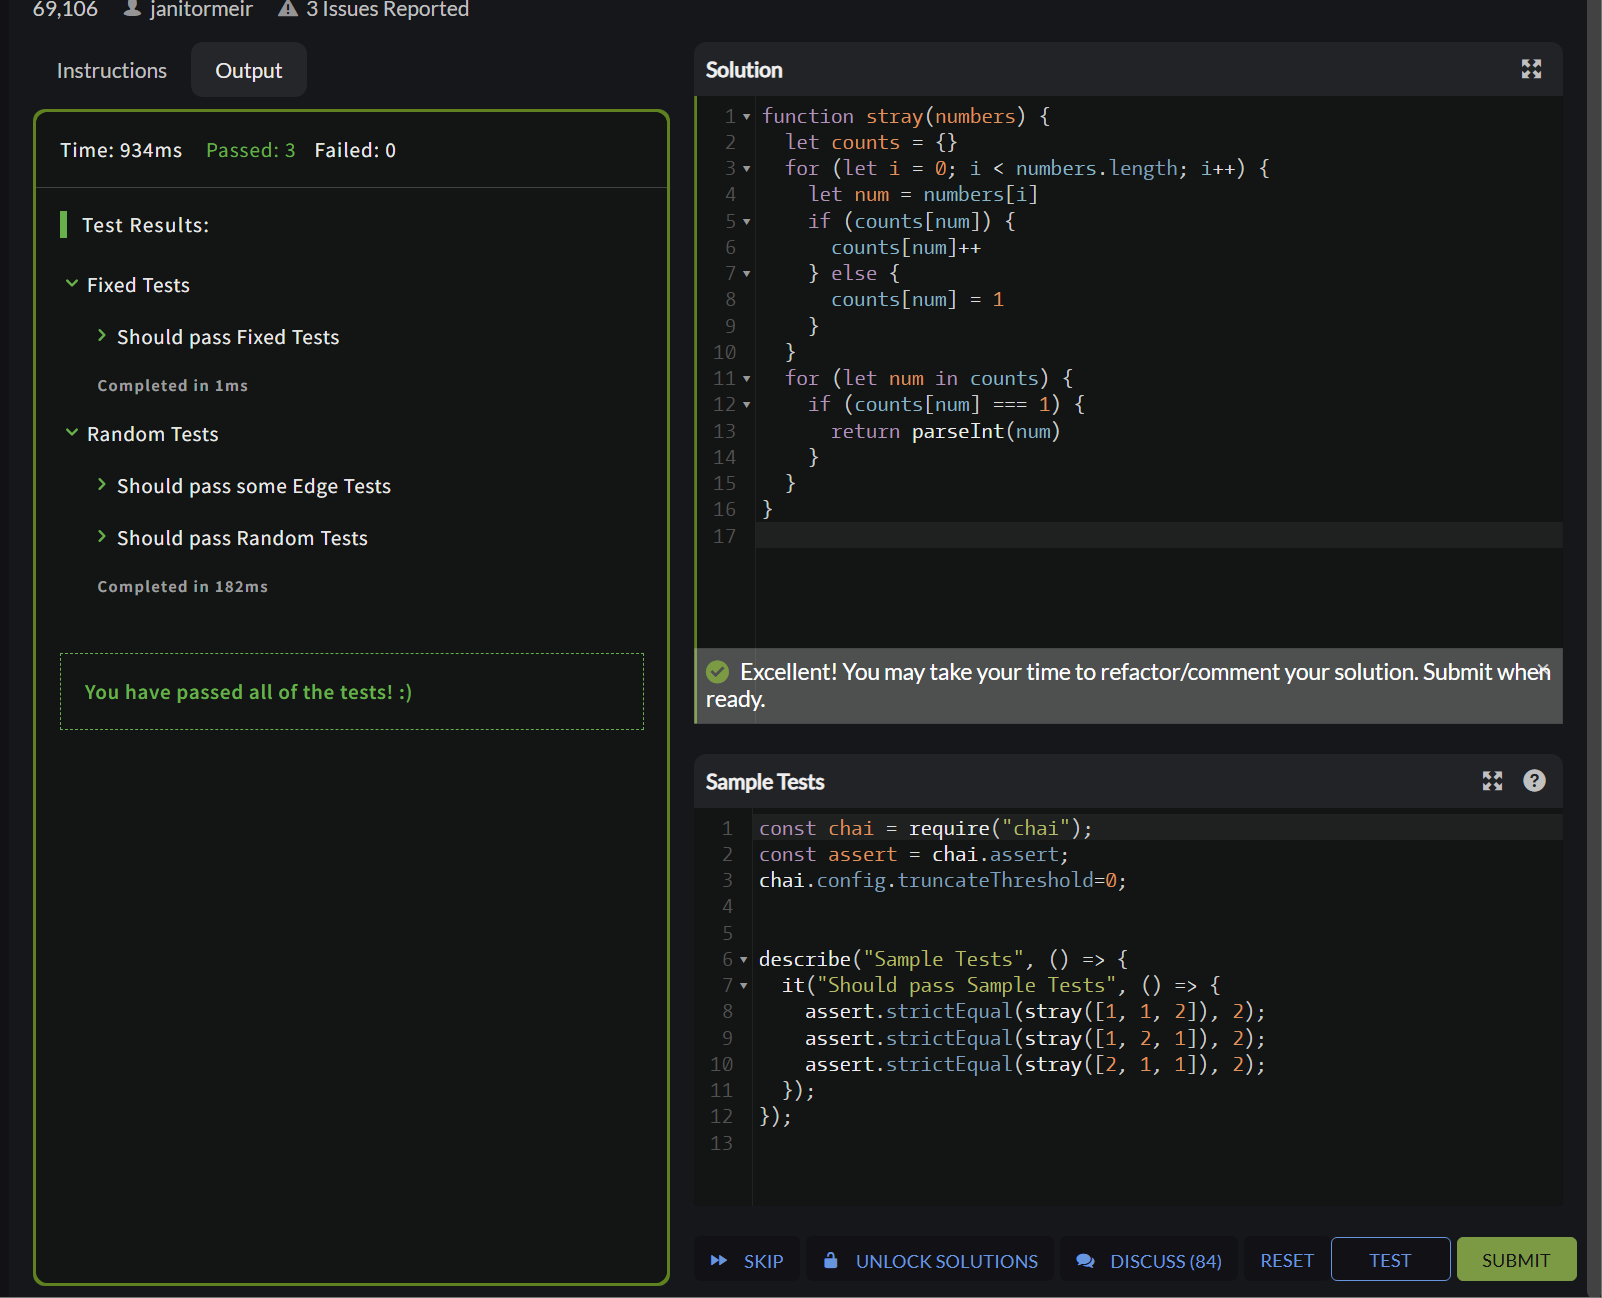 69,106 janitormeir 3 Issues Reported
Instructions Output
Time: 934ms Passed: 3 Failed: 0
Test Results:
Fixed Tests
Should pass Fixed Tests
Completed in 1ms
Random Tests
Should pass some Edge Tests
Should pass Random Tests
Completed in 182ms
You have passed all of the tests! :)
Solution
1 function stray(numbers) {
2   let counts = {}
3   for (let i = 0; i < numbers.length; i++) {
4     let num = numbers[i]
5     if (counts[num]) {
6       counts[num]++
7     } else {
8       counts[num] = 1
9     }
10   }
11   for (let num in counts) {
12     if (counts[num] === 1) {
13       return parseInt(num)
14     }
15   }
16 }
17
Excellent! You may take your time to refactor/comment your solution. Submit when
ready.
Sample Tests
1 const chai = require("chai");
2 const assert = chai.assert;
3 chai.config.truncateThreshold=0;
4
5
6 describe("Sample Tests", () => {
7   it("Should pass Sample Tests", () => {
8     assert.strictEqual(stray([1, 1, 2]), 2);
9     assert.strictEqual(stray([1, 2, 1]), 2);
10     assert.strictEqual(stray([2, 1, 1]), 2);
11   });
12 });
13
SKIP UNLOCK SOLUTIONS DISCUSS (84) RESET TEST SUBMIT